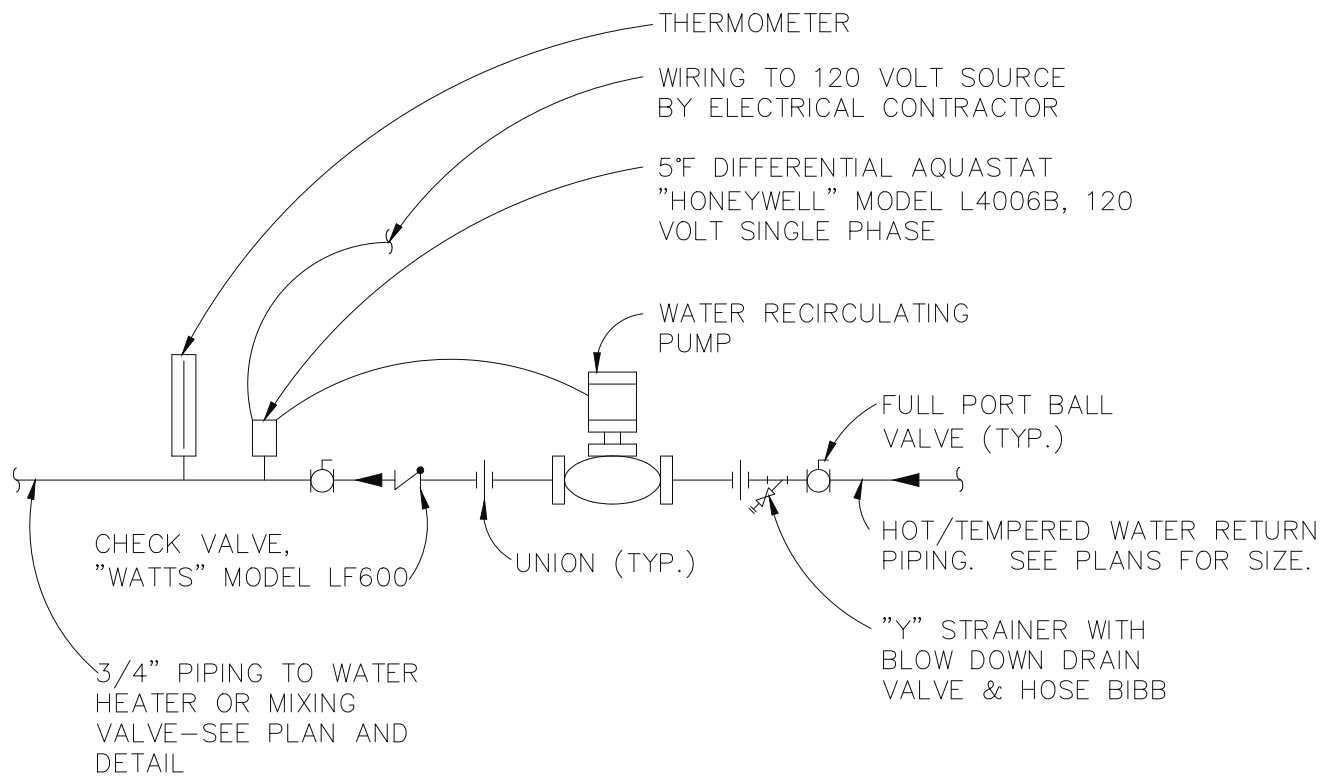 THERMOMETER
WIRING TO 120 VOLT SOURCE
BY ELECTRICAL CONTRACTOR
5°F DIFFERENTIAL AQUASTAT
"HONEYWELL" MODEL L4006B, 120
VOLT SINGLE PHASE
WATER RECIRCULATING
PUMP
FULL PORT BALL
VALVE (TYP.)
HOT/TEMPERED WATER RETURN
PIPING. SEE PLANS FOR SIZE.
CHECK VALVE,
"WATTS" MODEL LF600
UNION (TYP.)
"Y" STRAINER WITH
BLOW DOWN DRAIN
VALVE & HOSE BIBB
3/4" PIPING TO WATER
HEATER OR MIXING
VALVE-SEE PLAN AND
DETAIL